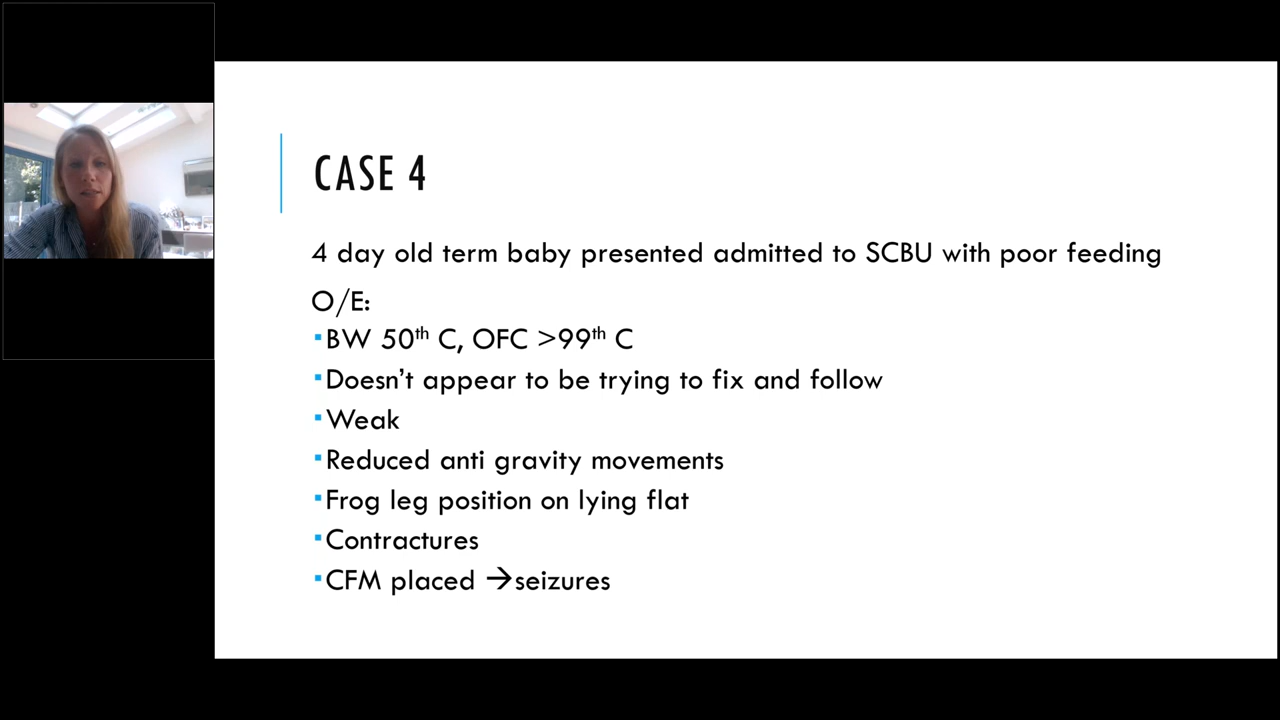 CASE 4
4 day old term baby presented admitted to SCBU with poor feeding
O/E:
▪BW 50th C, OFC >99th C
▪Doesn't appear to be trying to fix and follow
▪Weak
▪Reduced anti gravity movements
▪Frog leg position on lying flat
▪Contractures
▪CFM placed →seizures